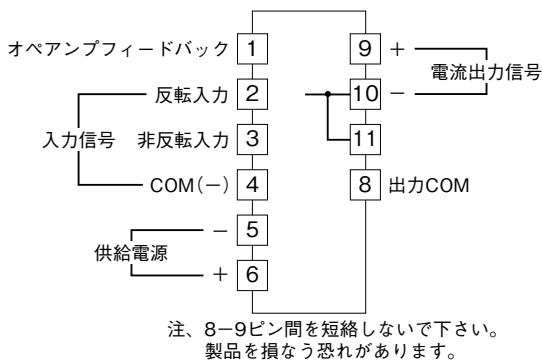 オペアンプフィードバック 1
反転入力 2
入力信号 非反転入力 3
COM(−) 4
− 5
供給電源
+ 6
9 +
電流出力信号
10 −
11
8 出力COM
注、8−9ピン間を短絡しないで下さい。
製品を損なう恐れがあります。